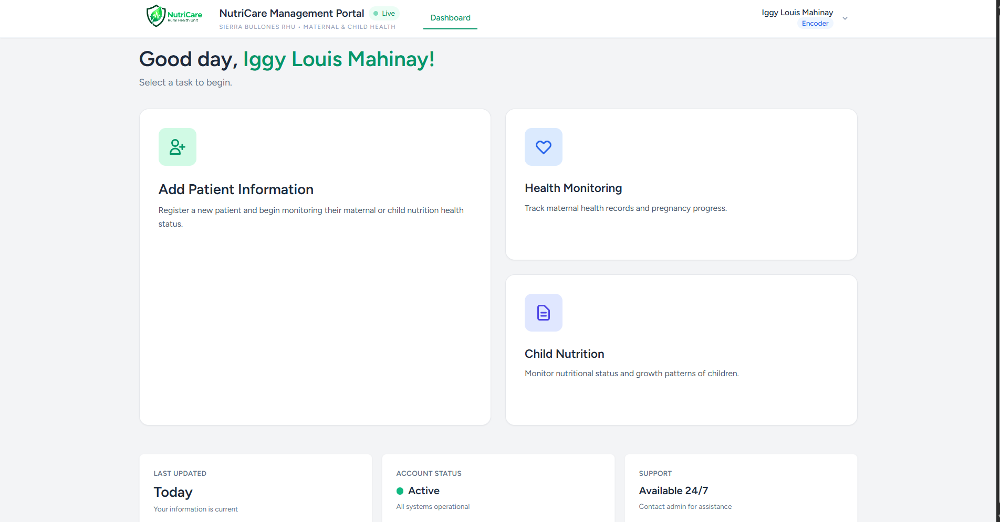 NutriCare
Rural Health Unit
NutriCare Management Portal
Live
SIERRA BULLONES RHU • MATERNAL & CHILD HEALTH
Dashboard
Iggy Louis Mahinay
Encoder
Good day, Iggy Louis Mahinay!
Select a task to begin.
Add Patient Information
Register a new patient and begin monitoring their maternal or child nutrition health
status.
Health Monitoring
Track maternal health records and pregnancy progress.
Child Nutrition
Monitor nutritional status and growth patterns of children.
LAST UPDATED
Today
Your information is current
ACCOUNT STATUS
Active
All systems operational
SUPPORT
Available 24/7
Contact admin for assistance